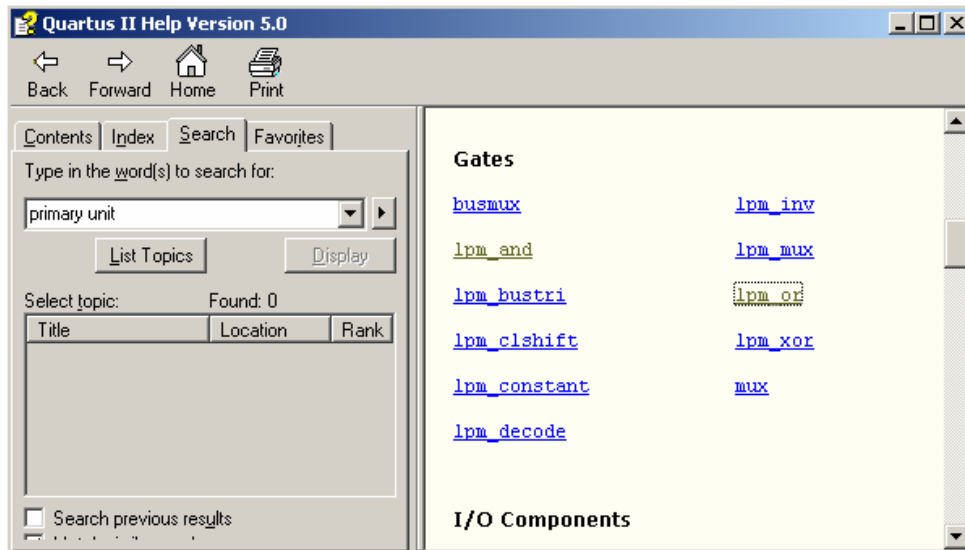 Quartus II Help Version 5.0
Back Forward Home Print
Contents Index Search Favorites
Type in the word(s) to search for:
primary unit
List Topics Display
Select topic: Found: 0
Title Location Rank
Search previous results
Gates
busmux lpm_inv
lpm_and lpm_mux
lpm_bustri lpm_or
lpm_clshift lpm_xor
lpm_constant mux
lpm_decode
I/O Components